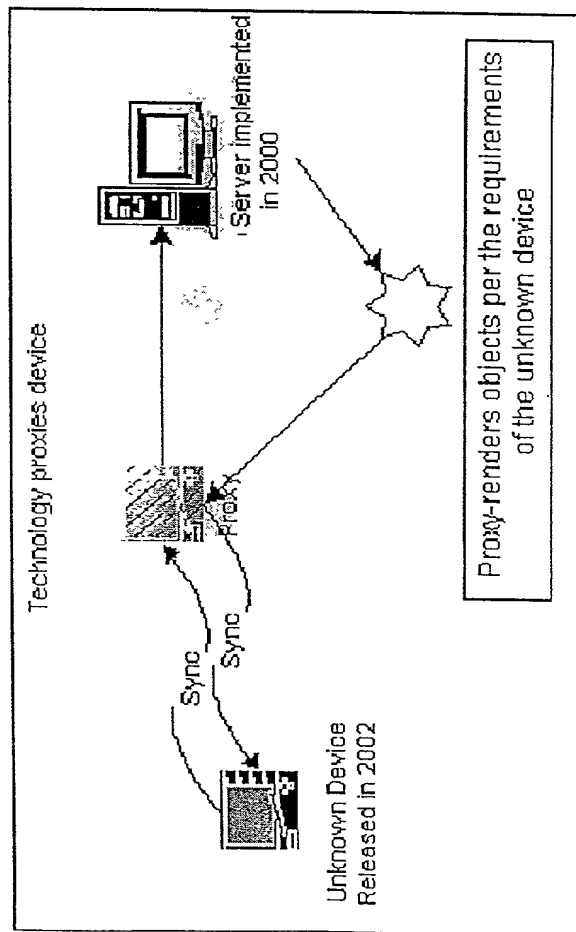 Technology proxies device
Server Implemented
in 2000
Proxy
Sync
Sync
Unknown Device
Released in 2002
Proxy-renders objects per the requirements
of the unknown device